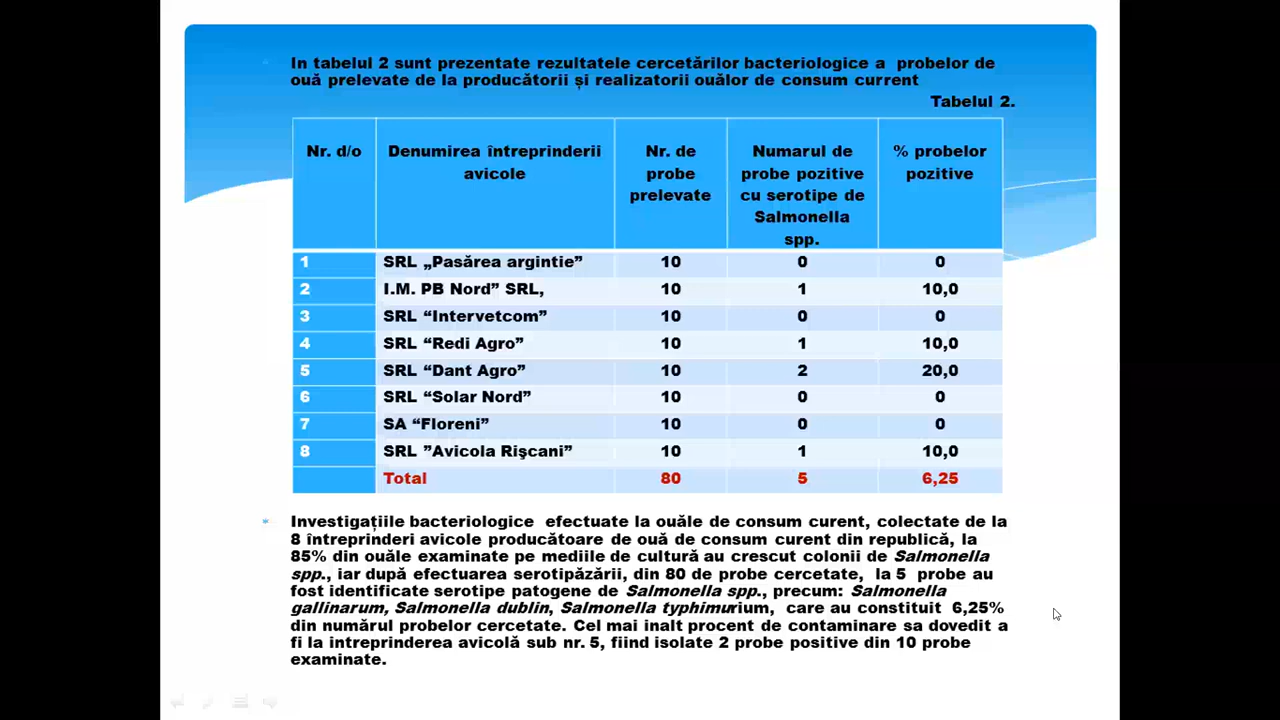 In tabelul 2 sunt prezentate rezultatele cercetărilor bacteriologice a probelor de
ouă prelevate de la producătorii și realizatorii ouălor de consum current
Tabelul 2.
Nr. d/o Denumirea întreprinderii avicole Nr. de probe prelevate Numarul de probe pozitive cu serotipe de Salmonella spp. % probelor pozitive
1 SRL „Pasărea argintie” 10 0 0
2 I.M. PB Nord” SRL, 10 1 10,0
3 SRL “Intervetcom” 10 0 0
4 SRL “Redi Agro” 10 1 10,0
5 SRL “Dant Agro” 10 2 20,0
6 SRL “Solar Nord” 10 0 0
7 SA “Floreni” 10 0 0
8 SRL ”Avicola Rişcani” 10 1 10,0
Total 80 5 6,25
Investigațiile bacteriologice efectuate la ouăle de consum curent, colectate de la
8 întreprinderi avicole producătoare de ouă de consum curent din republică, la
85% din ouăle examinate pe mediile de cultură au crescut colonii de Salmonella
spp., iar după efectuarea serotipăzării, din 80 de probe cercetate, la 5 probe au
fost identificate serotipe patogene de Salmonella spp., precum: Salmonella
gallinarum, Salmonella dublin, Salmonella typhimurium, care au constituit 6,25%
din numărul probelor cercetate. Cel mai inalt procent de contaminare sa dovedit a
fi la intreprinderea avicolă sub nr. 5, fiind isolate 2 probe positive din 10 probe
examinate.